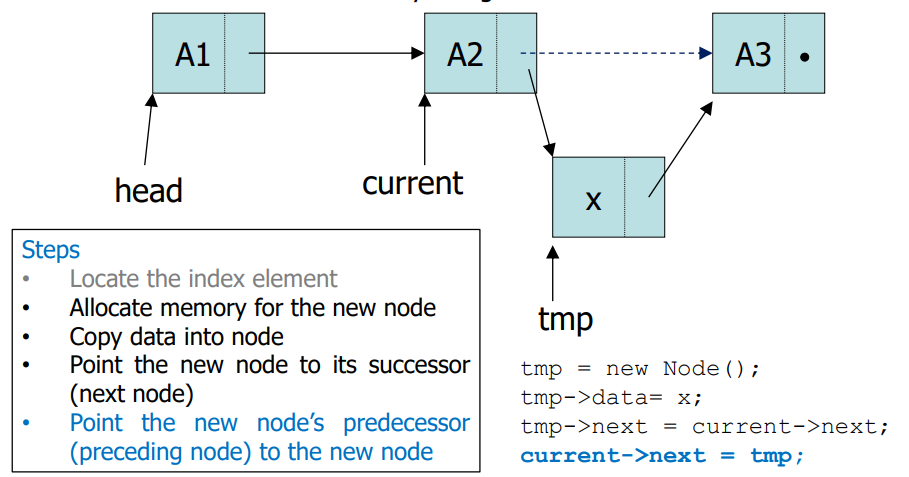 A1
A2
A3
x
head
current
tmp
Steps
• Locate the index element
• Allocate memory for the new node
• Copy data into node
• Point the new node to its successor
(next node)
• Point the new node’s predecessor
(preceding node) to the new node
tmp = new Node();
tmp->data= x;
tmp->next = current->next;
current->next = tmp;